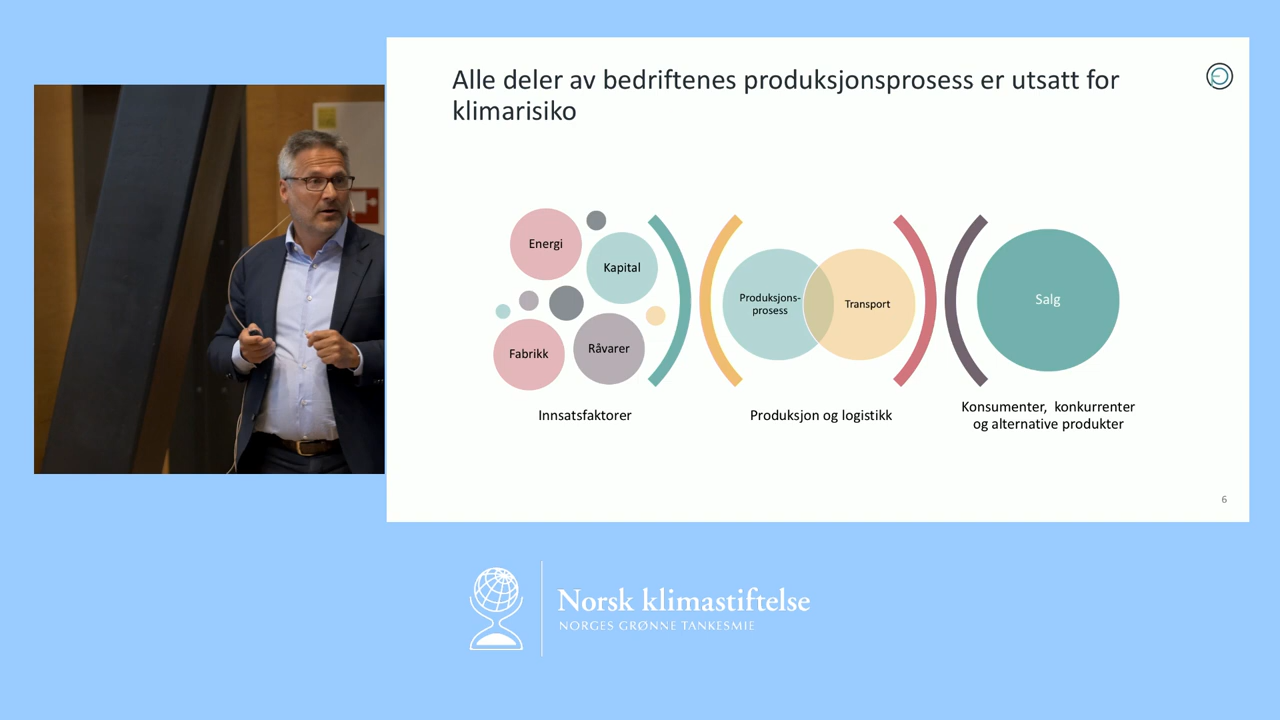 Alle deler av bedriftenes produksjonsprosess er utsatt for
klimarisiko
Energi
Kapital
Fabrikk
Råvarer
Produksjons-
prosess
Transport
Salg
Innsatsfaktorer
Produksjon og logistikk
Konsumenter, konkurrenter
og alternative produkter
6
Norsk klimastiftelse
NORGES GRØNNE TANKESMIE